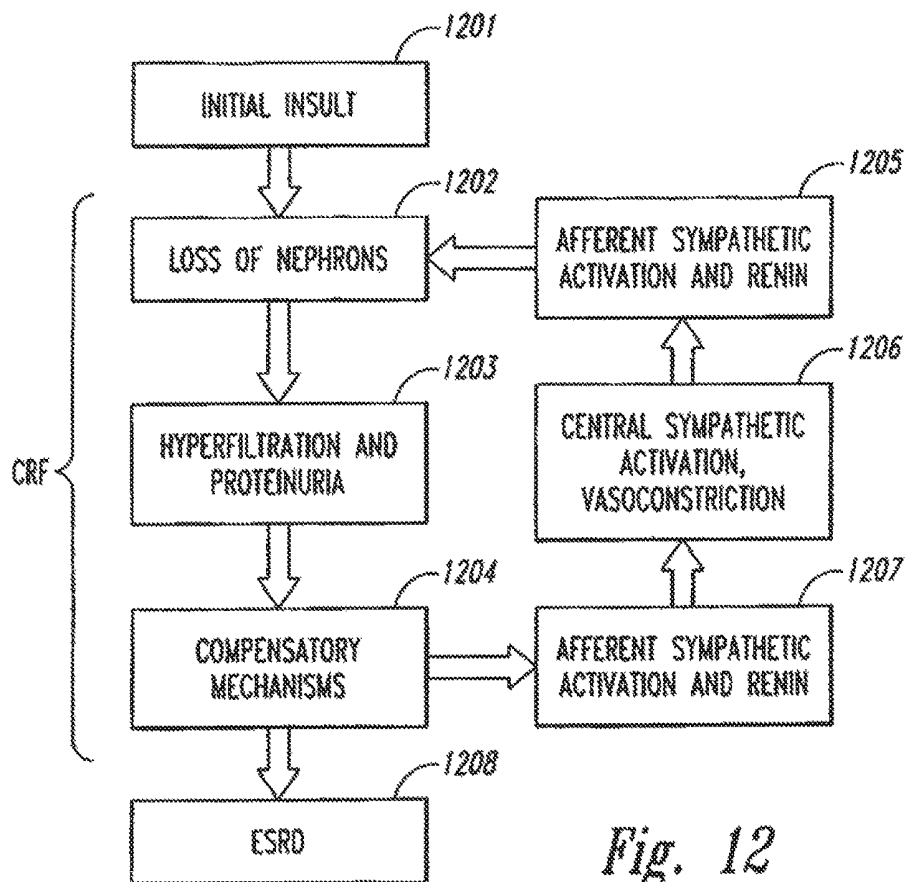 1201
INITIAL INSULT
1202
LOSS OF NEPHRONS
1203
HYPERFILTRATION AND
PROTEINURIA
CRF
1204
COMPENSATORY
MECHANISMS
1208
ESRD
1205
AFFERENT SYMPATHETIC
ACTIVATION AND RENIN
1206
CENTRAL SYMPATHETIC
ACTIVATION,
VASOCONSTRICTION
1207
AFFERENT SYMPATHETIC
ACTIVATION AND RENIN
Fig. 12